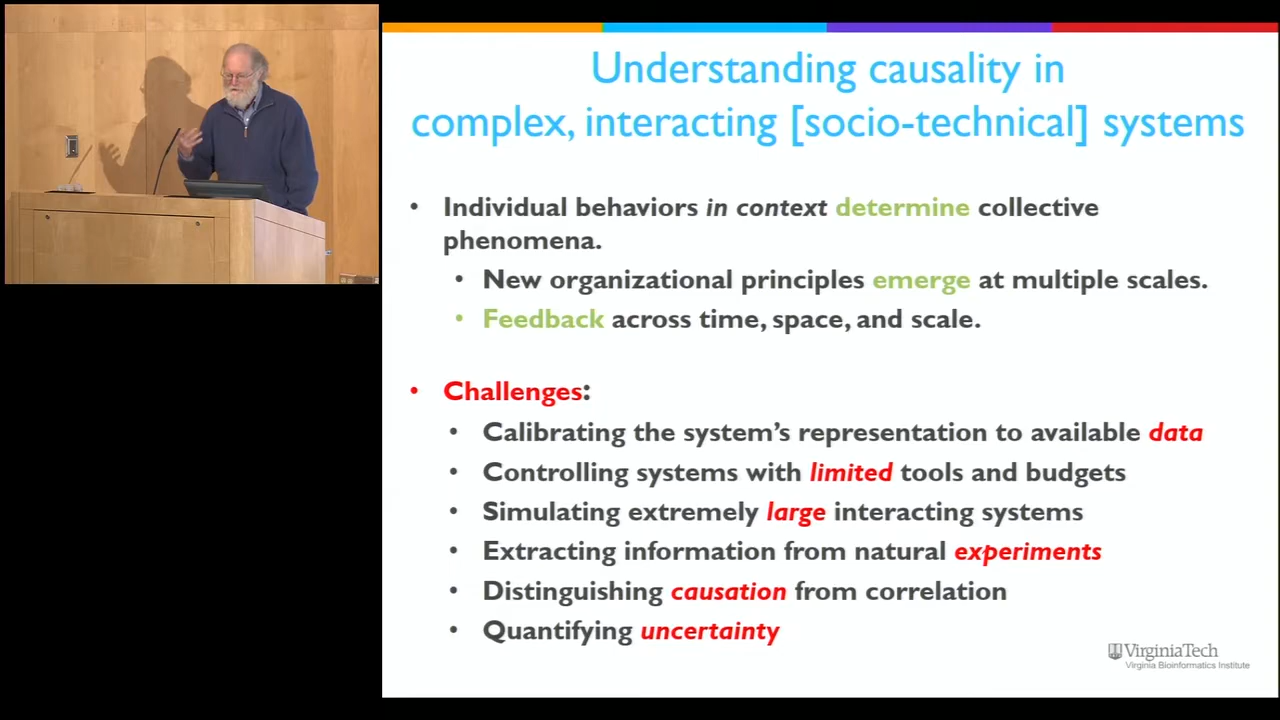 Understanding causality in
complex, interacting [socio-technical] systems
• Individual behaviors in context determine collective
phenomena.
• New organizational principles emerge at multiple scales.
• Feedback across time, space, and scale.
• Challenges:
• Calibrating the system's representation to available data
• Controlling systems with limited tools and budgets
• Simulating extremely large interacting systems
• Extracting information from natural experiments
• Distinguishing causation from correlation
• Quantifying uncertainty
VirginiaTech
Virginia Bioinformatics Institute